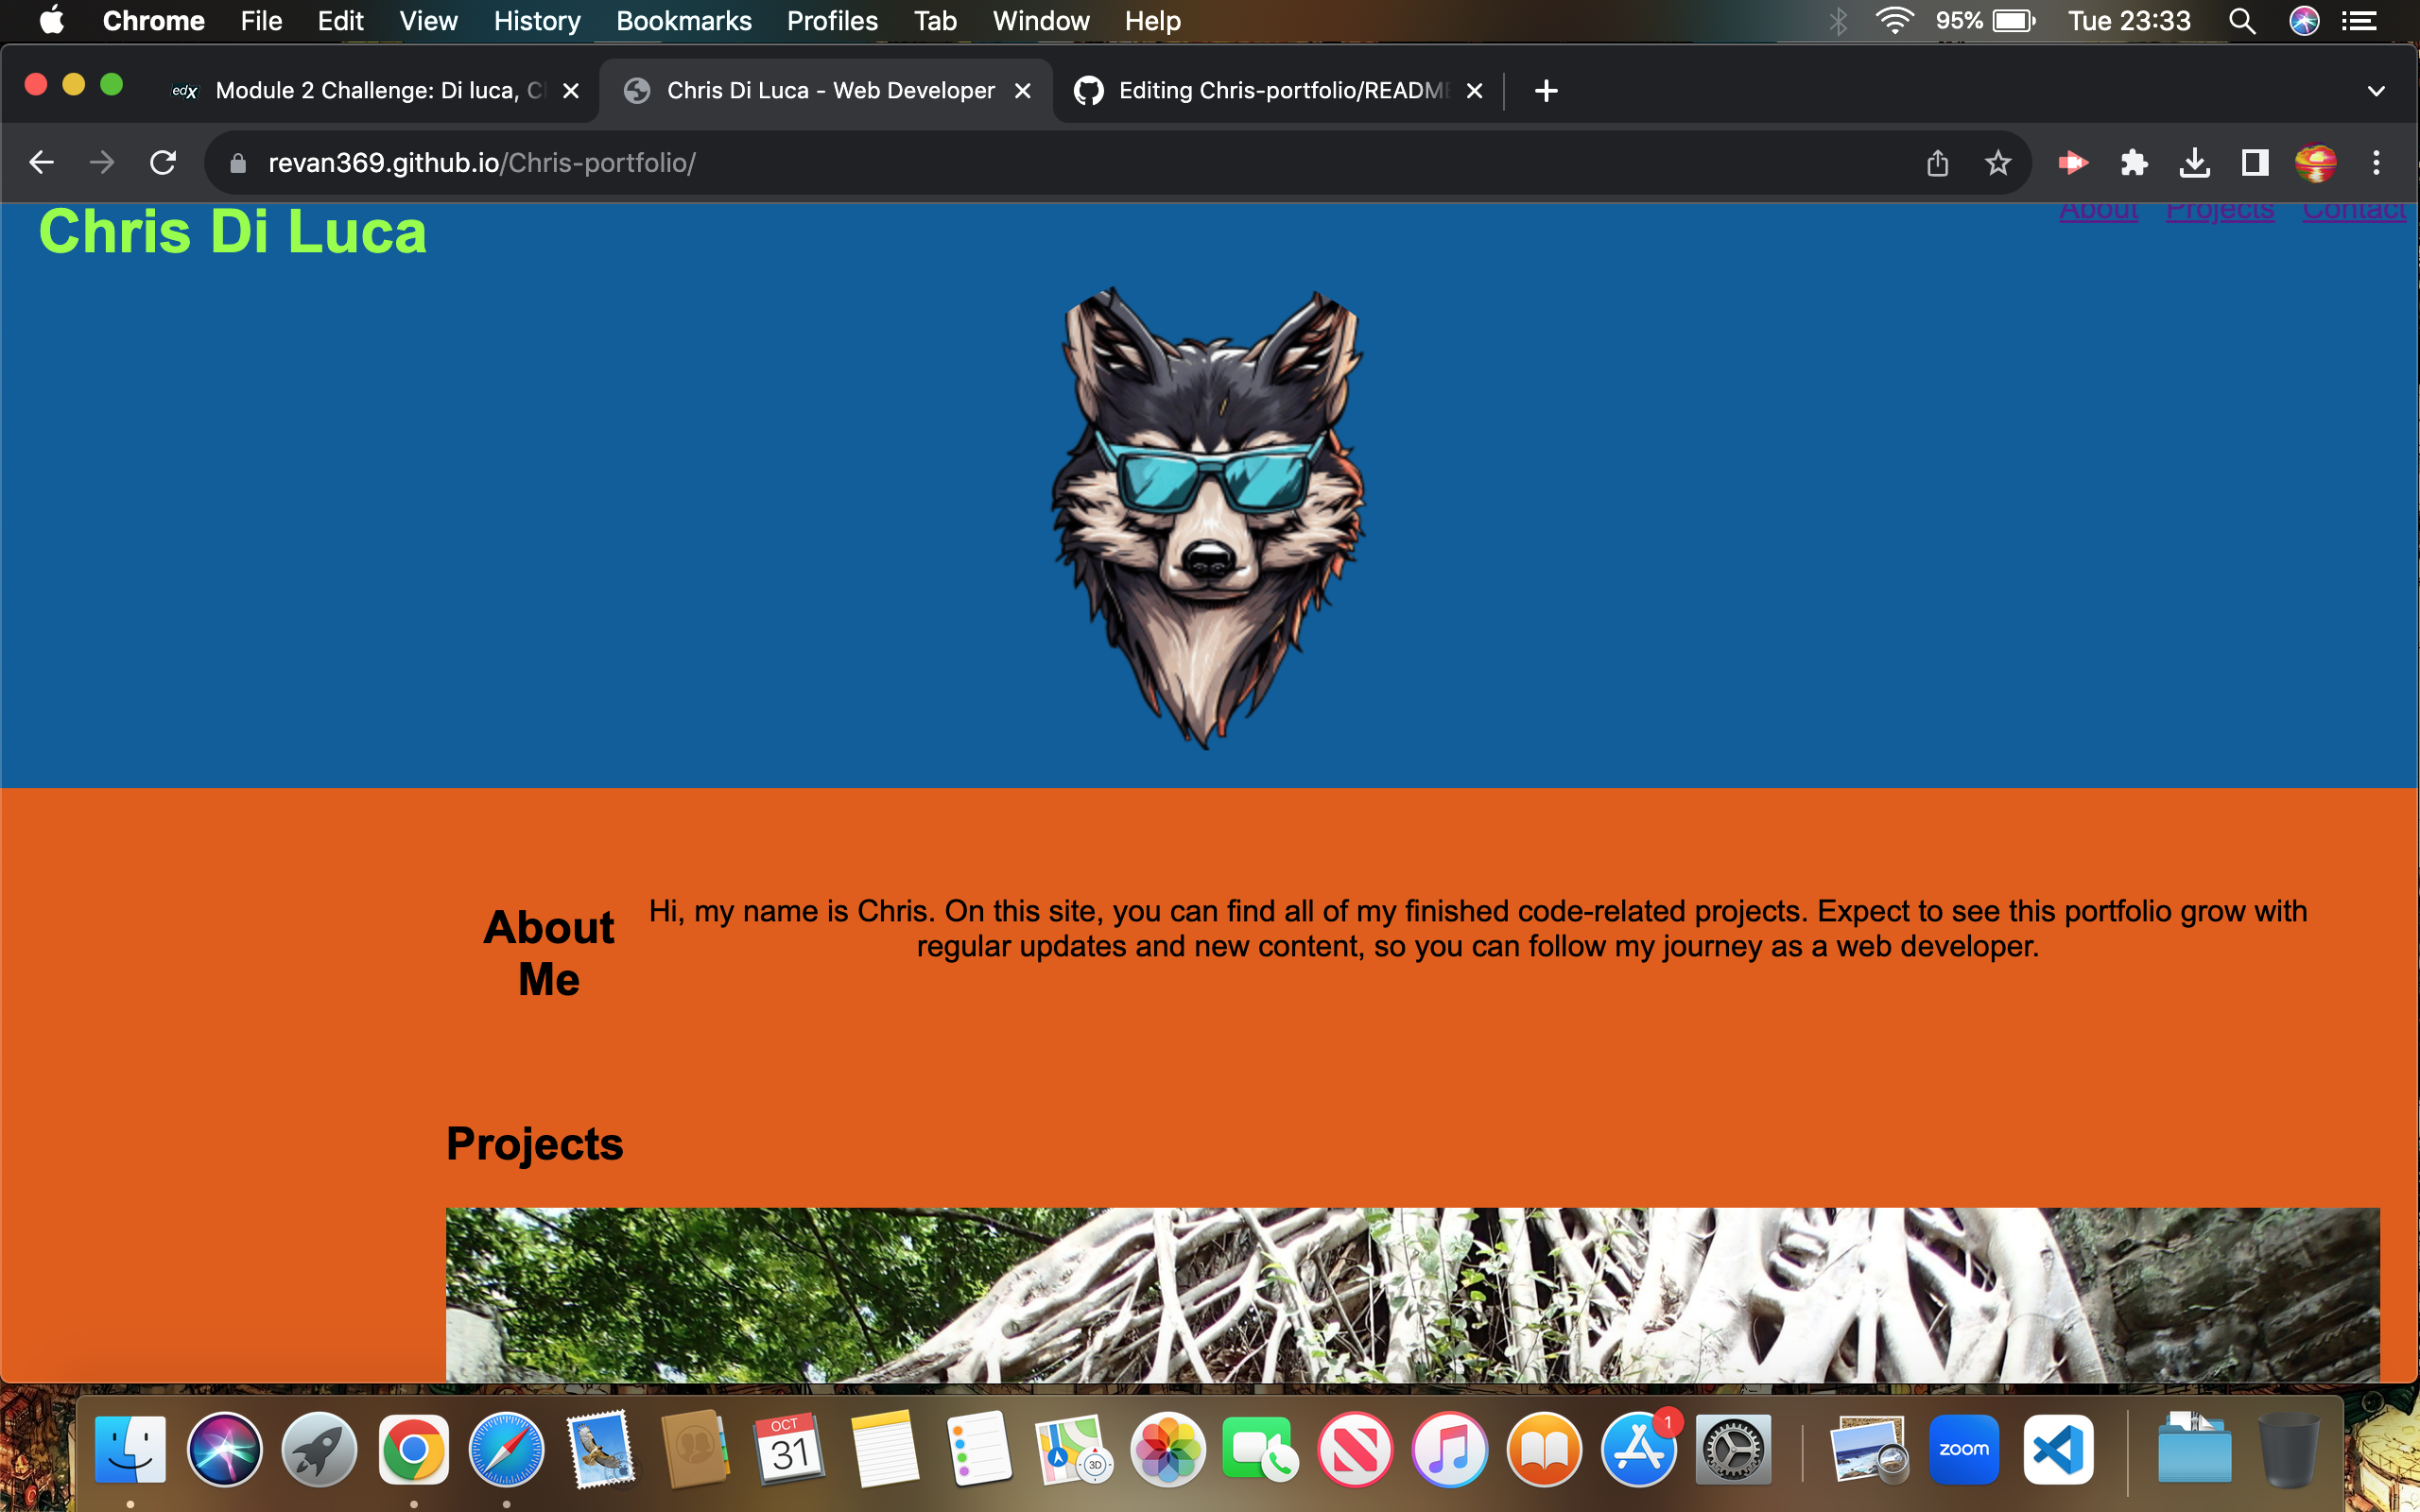 Chrome File Edit View History Bookmarks Profiles Tab Window Help 95% Tue 23:33
edX Module 2 Challenge: Di luca, Chris Di Luca - Web Developer Editing Chris-portfolio/README
revan369.github.io/Chris-portfolio/
Chris Di Luca
About Projects Contact
About
Me
Hi, my name is Chris. On this site, you can find all of my finished code-related projects. Expect to see this portfolio grow with
regular updates and new content, so you can follow my journey as a web developer.
Projects
OCT
31
3D
1
zoom